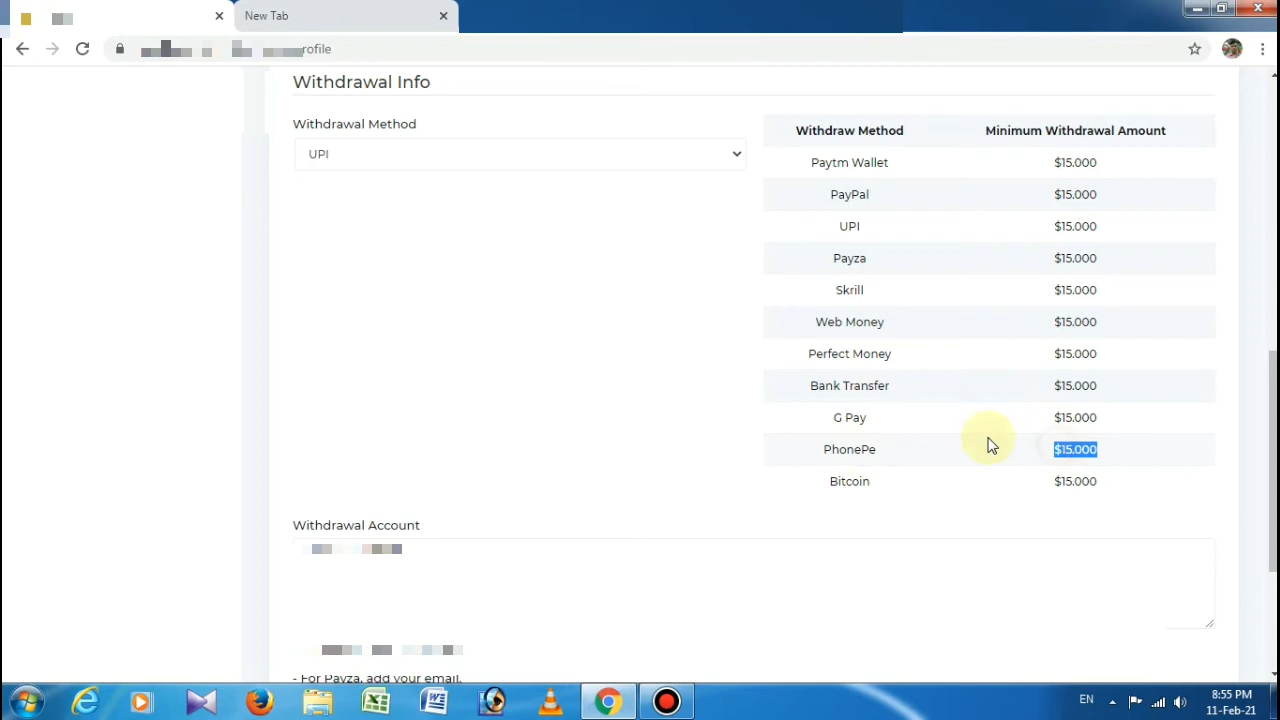 New Tab
rofile
Withdrawal Info
Withdrawal Method
UPI
Withdraw Method Minimum Withdrawal Amount
Paytm Wallet $15.000
PayPal $15.000
UPI $15.000
Payza $15.000
Skrill $15.000
Web Money $15.000
Perfect Money $15.000
Bank Transfer $15.000
G Pay $15.000
PhonePe $15.000
Bitcoin $15.000
Withdrawal Account
- For Payza, add your email.
EN
8:55 PM
11-Feb-21